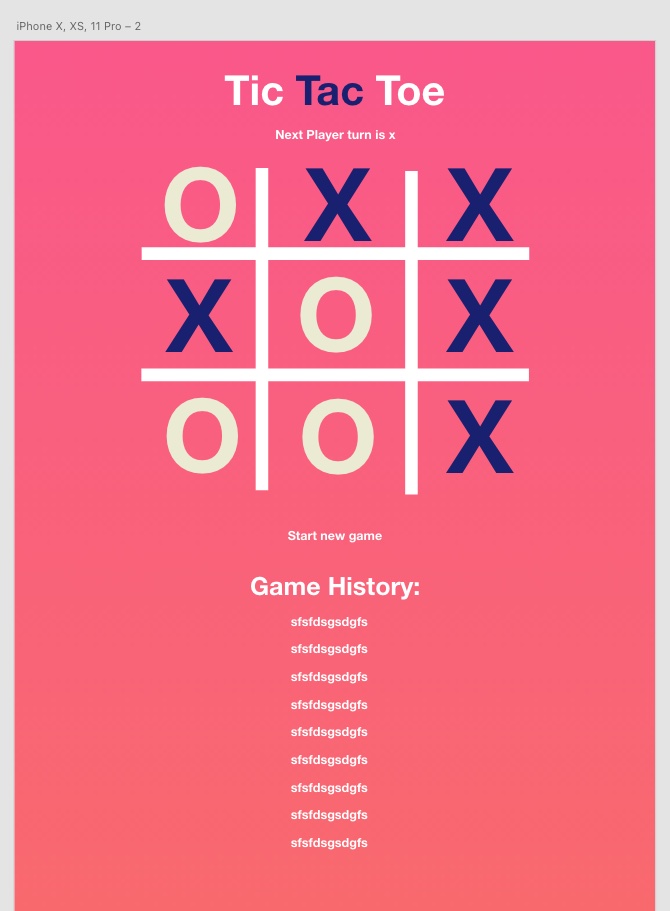 iPhone X, XS, 11 Pro – 2
Tic Tac Toe
Next Player turn is x
O X X
X O X
O O X
Start new game
Game History:
sfsfdsgsdgfs
sfsfdsgsdgfs
sfsfdsgsdgfs
sfsfdsgsdgfs
sfsfdsgsdgfs
sfsfdsgsdgfs
sfsfdsgsdgfs
sfsfdsgsdgfs
sfsfdsgsdgfs